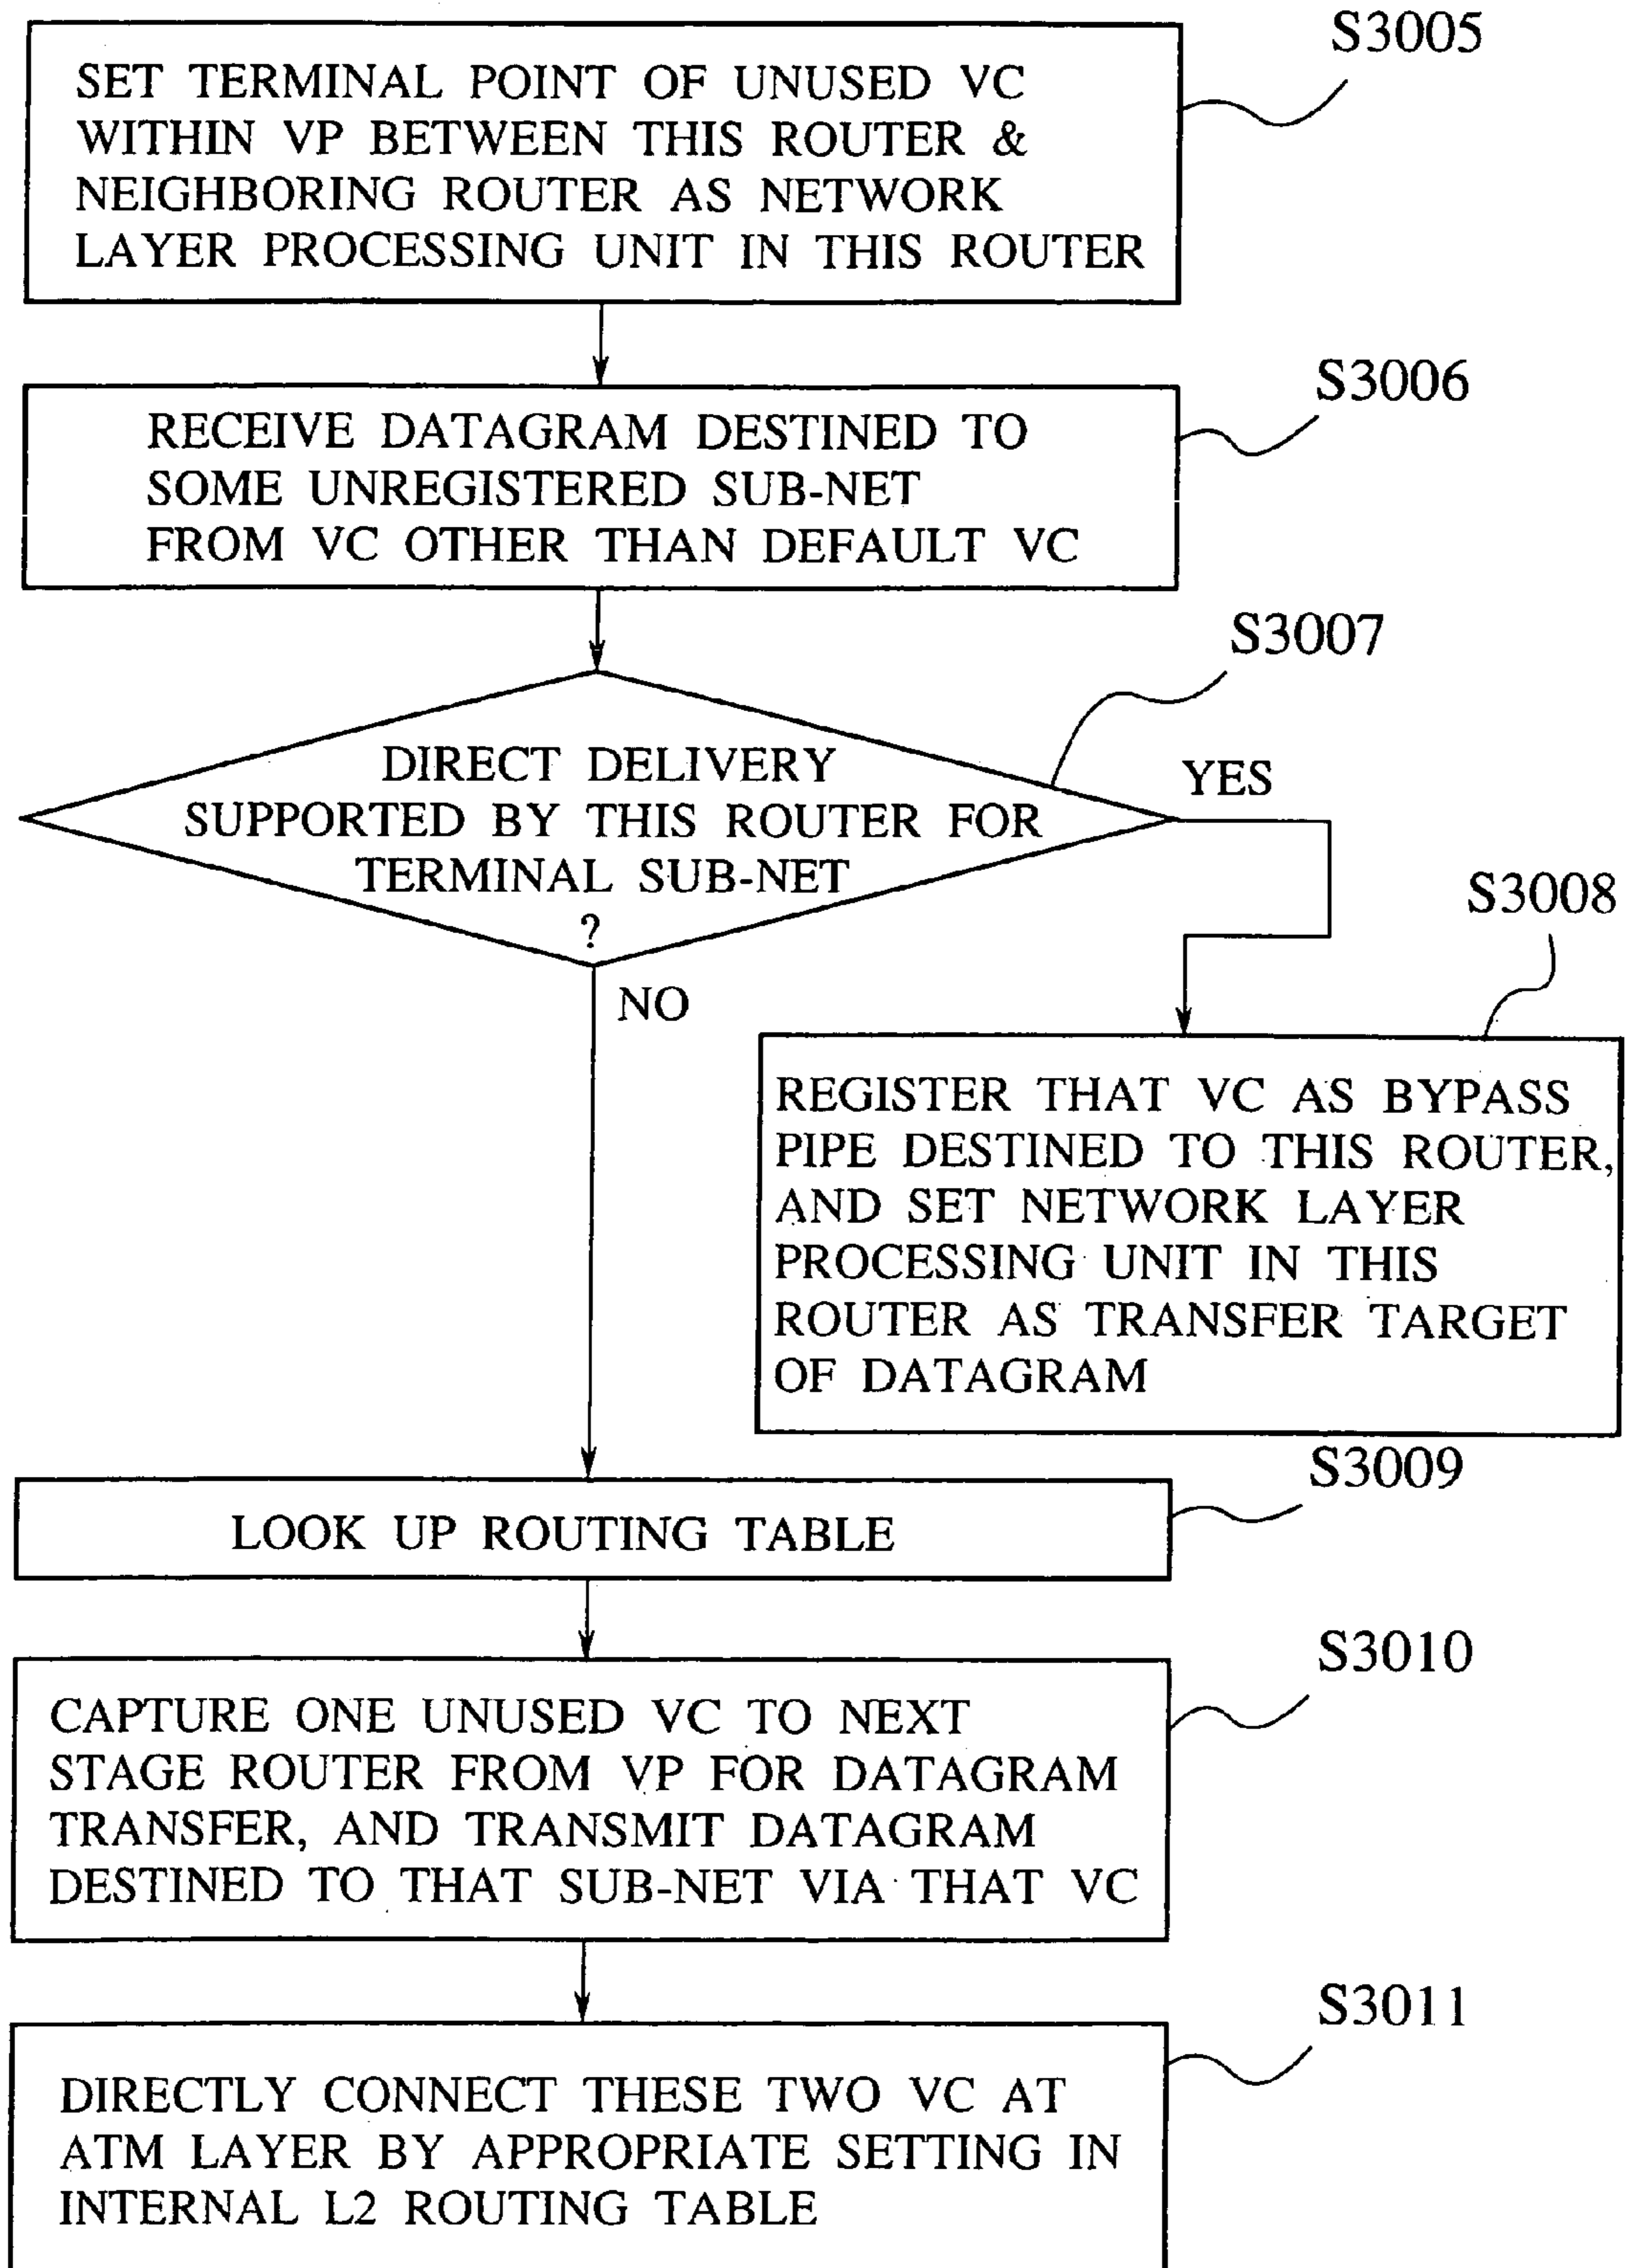 S3005
SET TERMINAL POINT OF UNUSED VC
WITHIN VP BETWEEN THIS ROUTER &
NEIGHBORING ROUTER AS NETWORK
LAYER PROCESSING UNIT IN THIS ROUTER
S3006
RECEIVE DATAGRAM DESTINED TO
SOME UNREGISTERED SUB-NET
FROM VC OTHER THAN DEFAULT VC
S3007
DIRECT DELIVERY
SUPPORTED BY THIS ROUTER FOR
TERMINAL SUB-NET
?
YES
NO
S3008
REGISTER THAT VC AS BYPASS
PIPE DESTINED TO THIS ROUTER,
AND SET NETWORK LAYER
PROCESSING UNIT IN THIS
ROUTER AS TRANSFER TARGET
OF DATAGRAM
S3009
LOOK UP ROUTING TABLE
S3010
CAPTURE ONE UNUSED VC TO NEXT
STAGE ROUTER FROM VP FOR DATAGRAM
TRANSFER, AND TRANSMIT DATAGRAM
DESTINED TO THAT SUB-NET VIA THAT VC
S3011
DIRECTLY CONNECT THESE TWO VC AT
ATM LAYER BY APPROPRIATE SETTING IN
INTERNAL L2 ROUTING TABLE